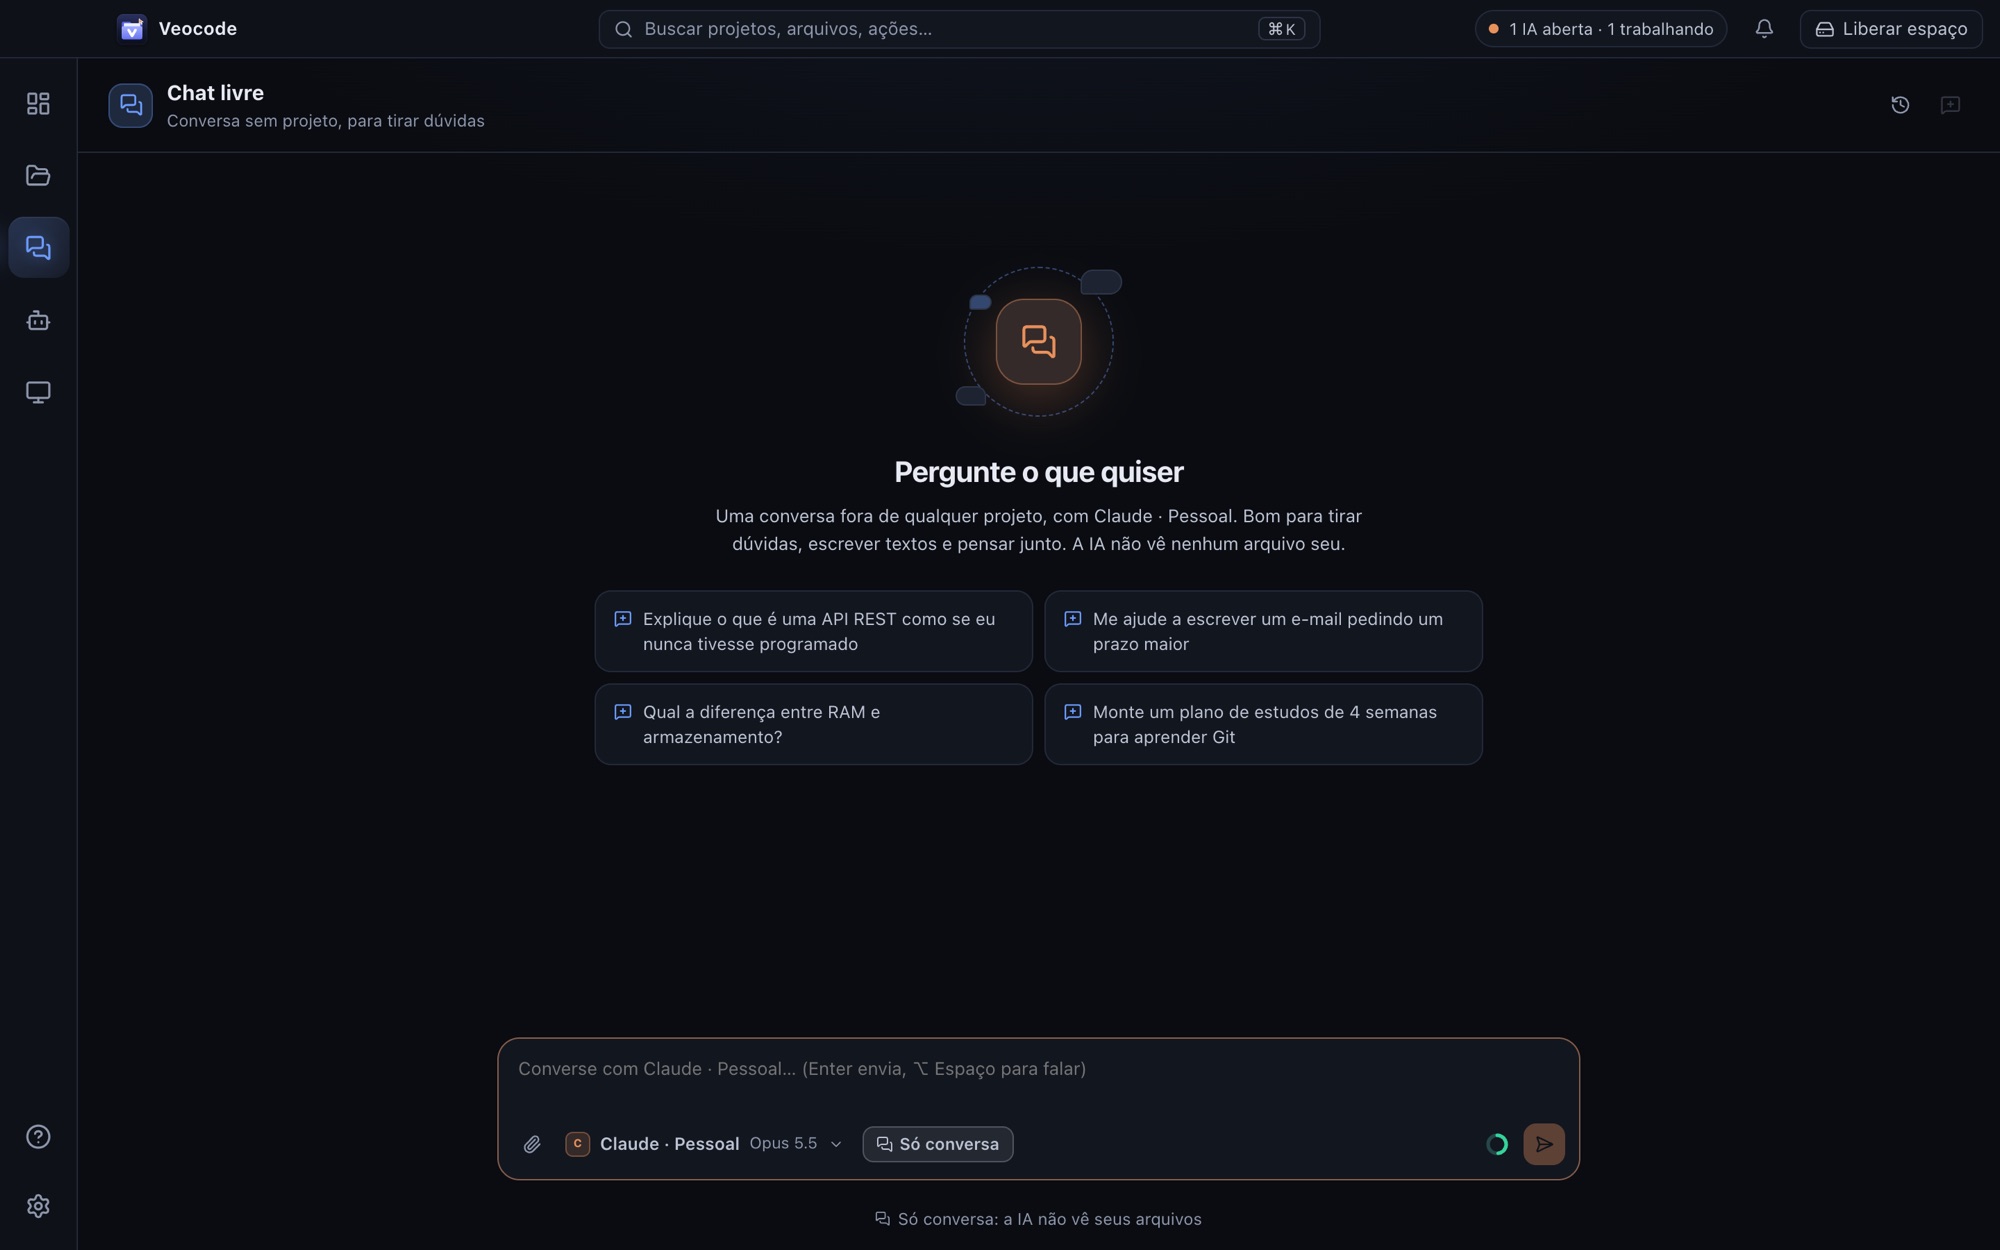 Veocode
Buscar projetos, arquivos, ações...
⌘K
1 IA aberta · 1 trabalhando
Liberar espaço
Chat livre
Conversa sem projeto, para tirar dúvidas
Pergunte o que quiser
Uma conversa fora de qualquer projeto, com Claude · Pessoal. Bom para tirar
dúvidas, escrever textos e pensar junto. A IA não vê nenhum arquivo seu.
Explique o que é uma API REST como se eu
nunca tivesse programado
Me ajude a escrever um e-mail pedindo um
prazo maior
Qual a diferença entre RAM e
armazenamento?
Monte um plano de estudos de 4 semanas
para aprender Git
Converse com Claude · Pessoal... (Enter envia, ⌥ Espaço para falar)
C Claude · Pessoal Opus 5.5
Só conversa
Só conversa: a IA não vê seus arquivos